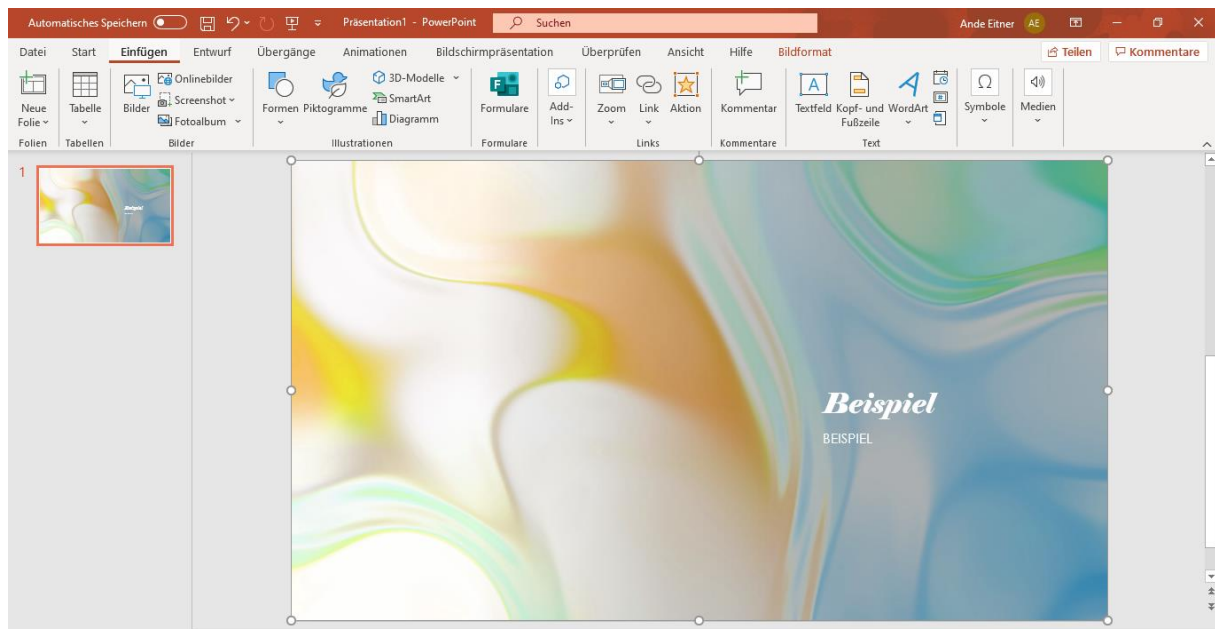 Automatisches Speichern
Präsentation1 - PowerPoint
Suchen
Ande Eitner
AE
Datei Start Einfügen Entwurf Übergänge Animationen Bildschirmpräsentation Überprüfen Ansicht Hilfe Bildformat
Teilen
Kommentare
Neue
Folie
Folien
Tabelle
Tabellen
Bilder
Onlinebilder
Screenshot
Fotoalbum
Bilder
Formen
Piktogramme
3D-Modelle
SmartArt
Diagramm
Illustrationen
F
Formulare
Formulare
Add-
Ins
Zoom
Link
Aktion
Links
Kommentar
Kommentare
A
Textfeld
Kopf- und
Fußzeile
WordArt
Text
Ω
Symbole
Medien
1
Beispiel
Beispiel
BEISPIEL